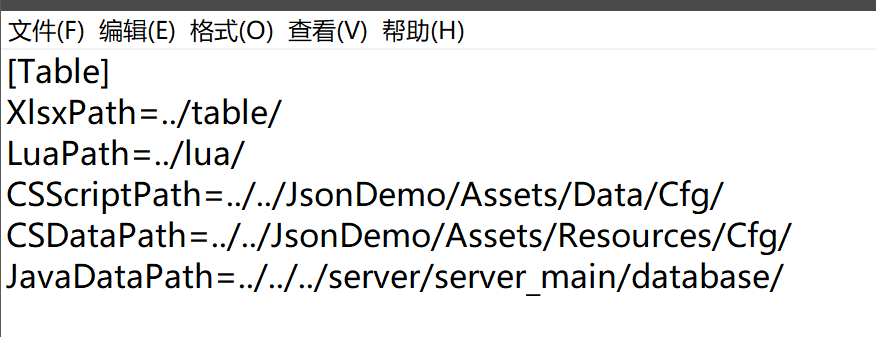 文件(F) 编辑(E) 格式(O) 查看(V) 帮助(H)
[Table]
XlsxPath=../table/
LuaPath=../lua/
CSScriptPath=../../JsonDemo/Assets/Data/Cfg/
CSDataPath=../../JsonDemo/Assets/Resources/Cfg/
JavaDataPath=../../../server/server_main/database/